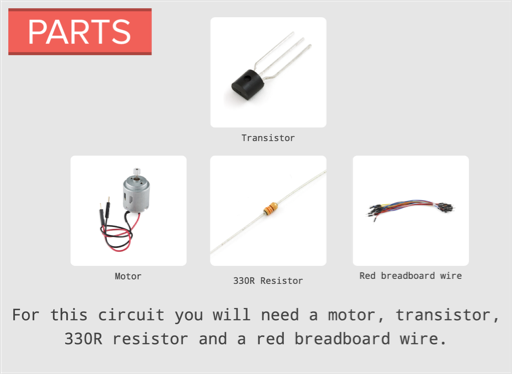 PARTS
Transistor
Motor
330R Resistor
Red breadboard wire
For this circuit you will need a motor, transistor,
330R resistor and a red breadboard wire.